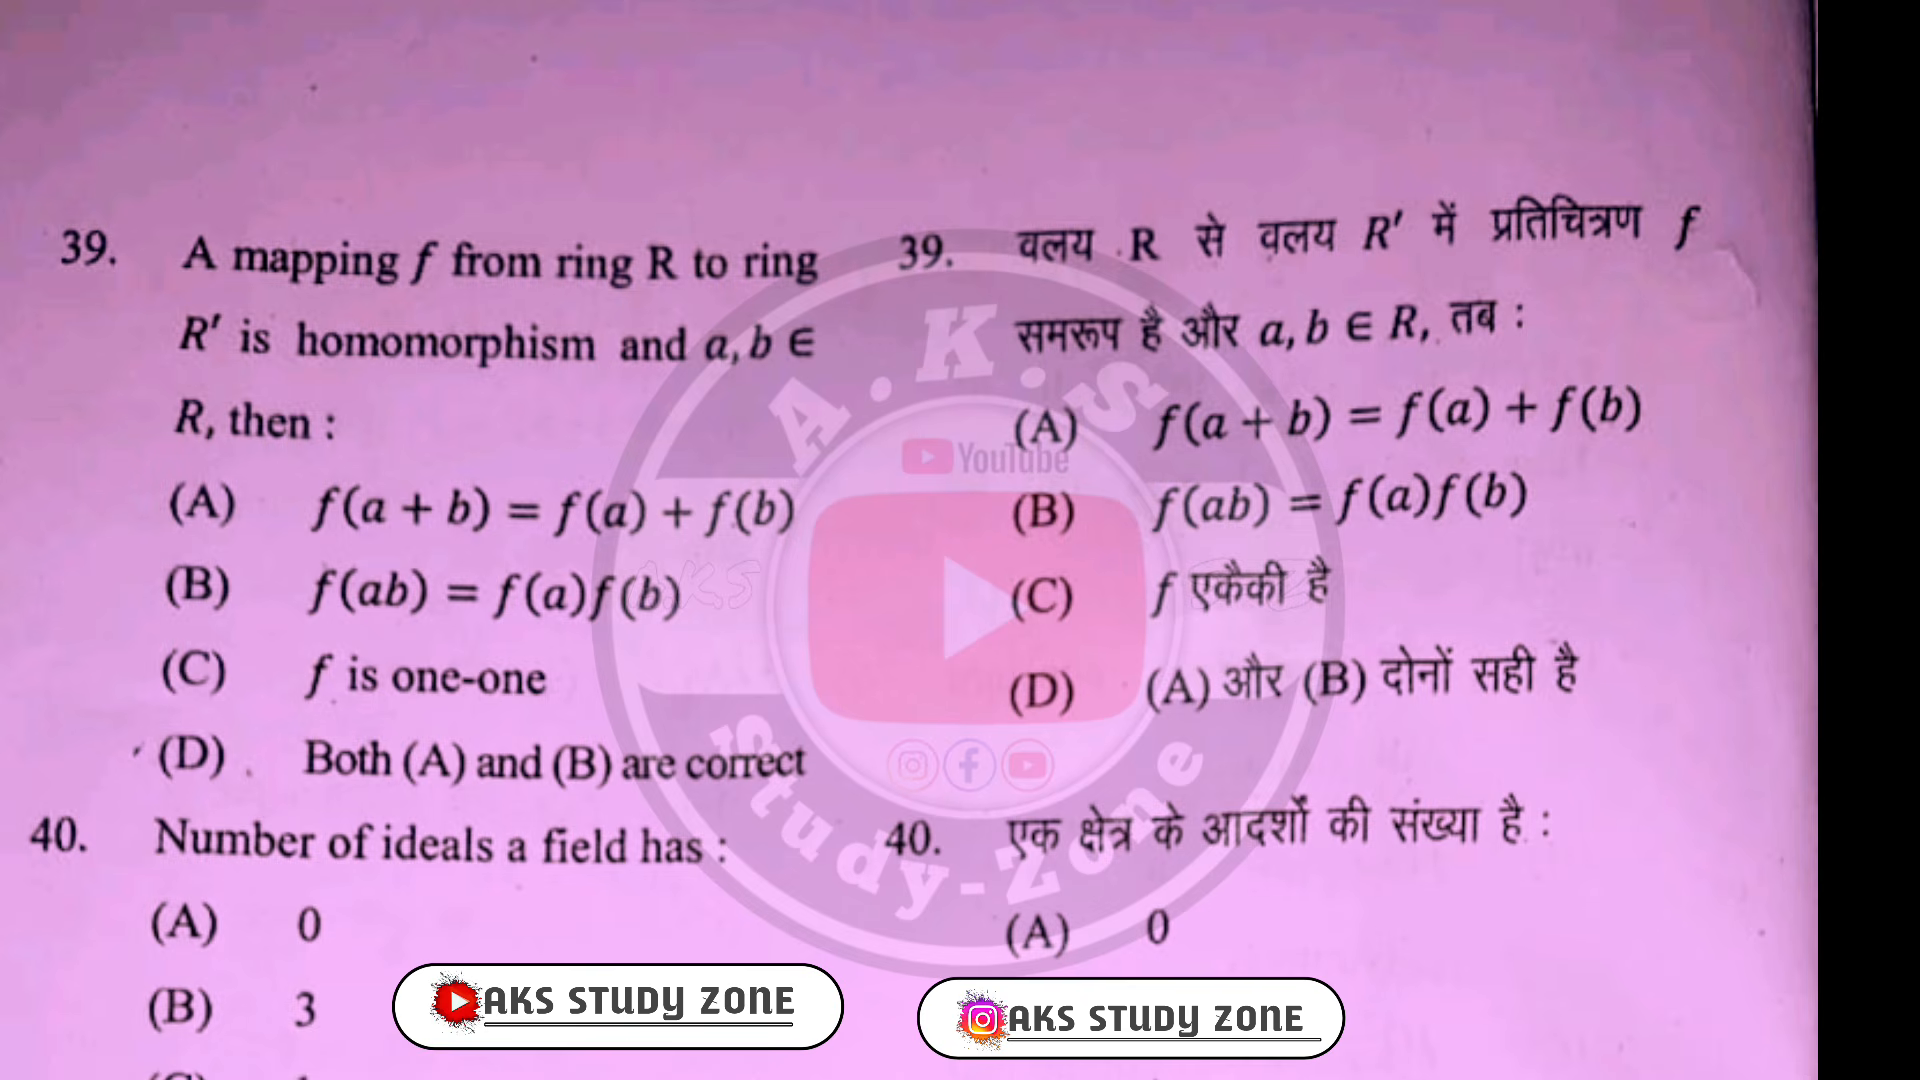 39. A mapping f from ring R to ring
R′ is homomorphism and a, b ∈
R, then :
(A) f(a + b) = f(a) + f(b)
(B) f(ab) = f(a)f(b)
(C) f is one-one
(D) Both (A) and (B) are correct
40. Number of ideals a field has :
(A) 0
(B) 3
39. वलय R से वलय R′ में प्रतिचित्रण f
समरूप है और a, b ∈ R, तब :
(A) f(a + b) = f(a) + f(b)
(B) f(ab) = f(a)f(b)
(C) f एकैकी है
(D) (A) और (B) दोनों सही है
40. एक क्षेत्र के आदर्शों की संख्या है :
(A) 0
A.K.S
YouTube
Study-Zone
AKS STUDY ZONE
AKS STUDY ZONE